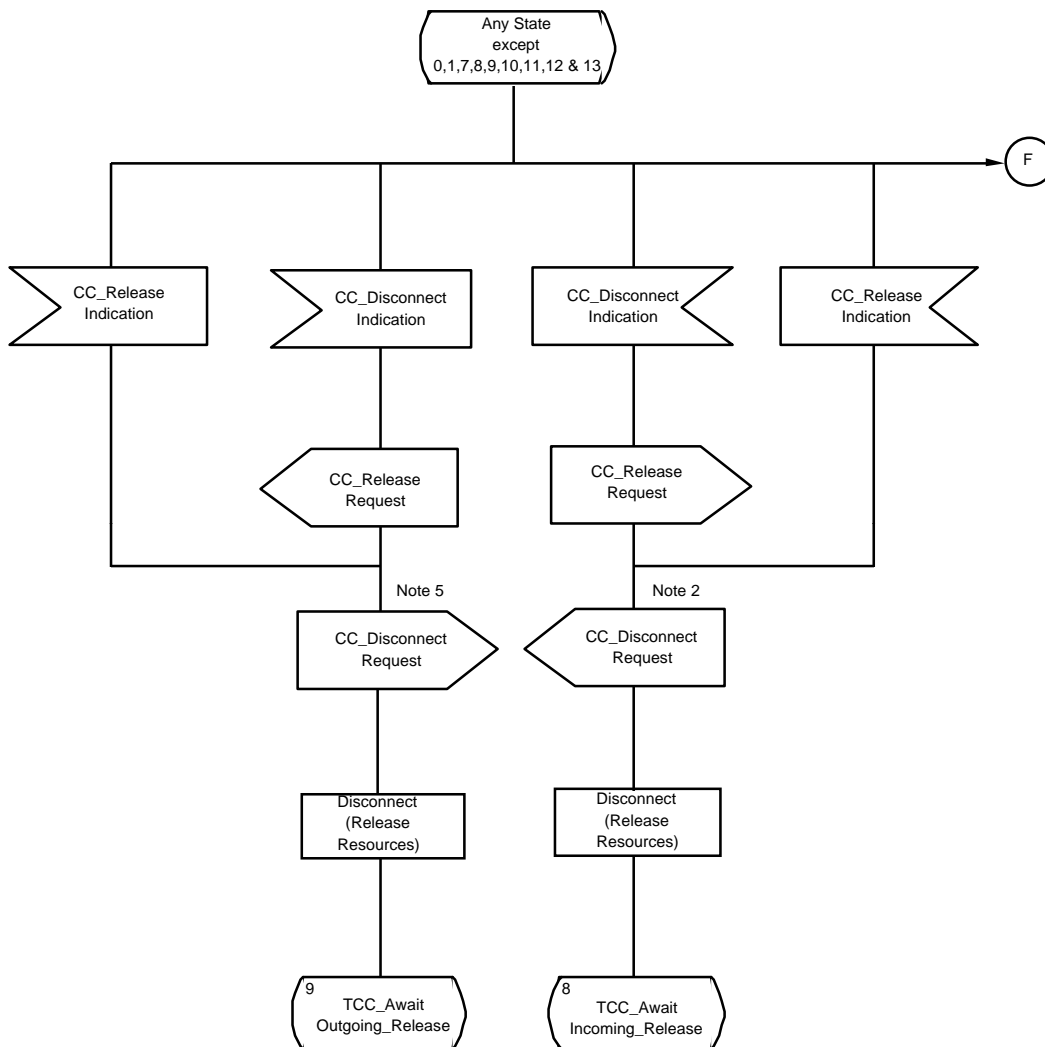 Any State
except
0,1,7,8,9,10,11,12 & 13
F
CC_Release
Indication
CC_Disconnect
Indication
CC_Disconnect
Indication
CC_Release
Indication
CC_Release
Request
CC_Release
Request
Note 5
Note 2
CC_Disconnect
Request
CC_Disconnect
Request
Disconnect
(Release
Resources)
Disconnect
(Release
Resources)
9
TCC_Await
Outgoing_Release
8
TCC_Await
Incoming_Release